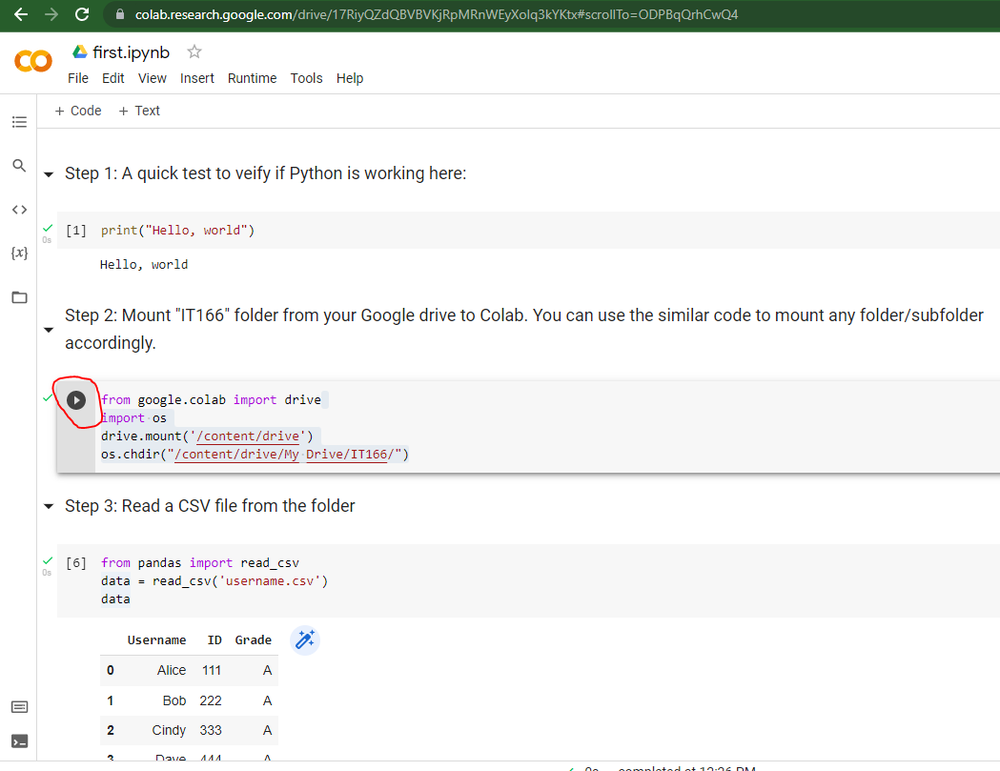 colab.research.google.com/drive/17RiyQZdQBVBVKjRpMRnWEyXolq3kYKtx#scrollTo=ODPBqQrhCwQ4
first.ipynb
File Edit View Insert Runtime Tools Help
+ Code + Text
Step 1: A quick test to veify if Python is working here:
[1] print("Hello, world")
0s
Hello, world
{x}
Step 2: Mount "IT166" folder from your Google drive to Colab. You can use the similar code to mount any folder/subfolder
accordingly.
from google.colab import drive
import os
drive.mount('/content/drive')
os.chdir("/content/drive/My Drive/IT166/")
Step 3: Read a CSV file from the folder
[6] from pandas import read_csv
0s
data = read_csv('username.csv')
data
Username ID Grade
0 Alice 111 A
1 Bob 222 A
2 Cindy 333 A
3 Dave 444 A
0s completed at 12:26 PM